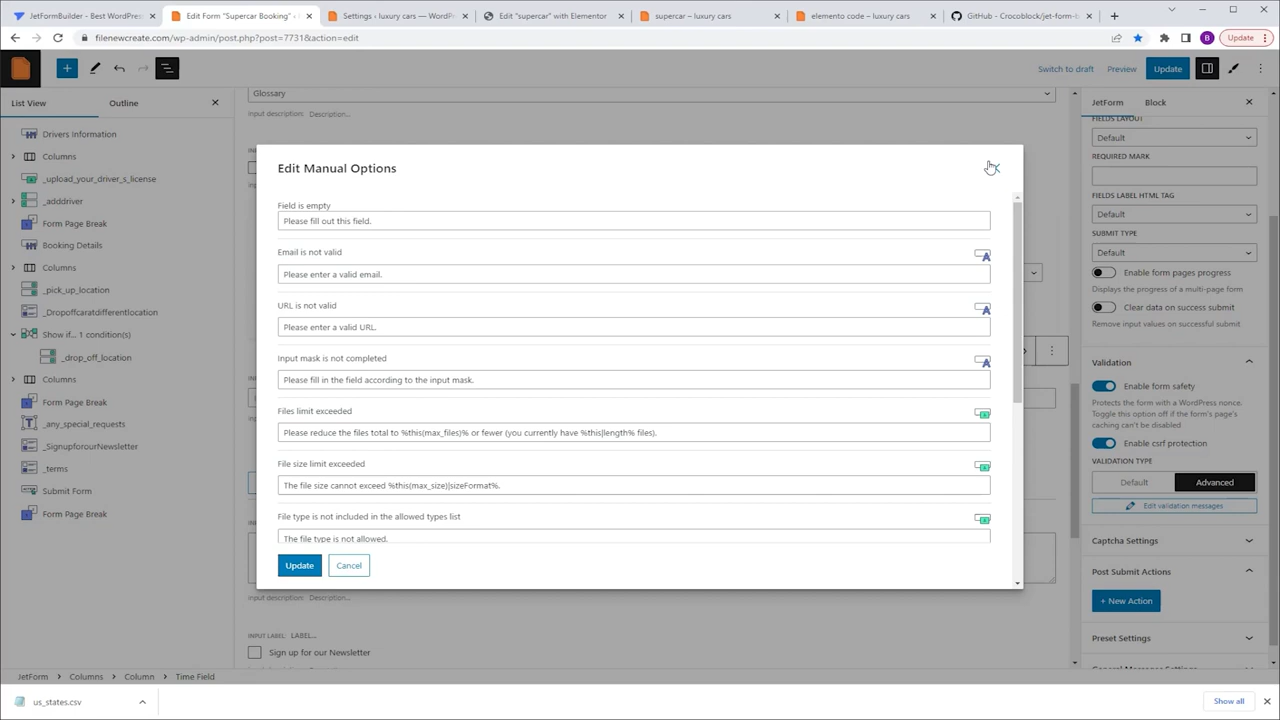 JetFormBuilder - Best WordPress
Edit Form "Supercar Booking" ‹
Settings ‹ luxury cars — WordPr
Edit "supercar" with Elementor
supercar – luxury cars
elemento code – luxury cars
GitHub - Crocoblock/jet-form-b
filenewcreate.com/wp-admin/post.php?post=7731&action=edit
B
Update
Switch to draft
Preview
Update
List View
Outline
Drivers Information
Columns
_upload_your_driver_s_license
_adddriver
Form Page Break
Booking Details
Columns
_pick_up_location
_Dropoffcaratdifferentlocation
Show if... 1 condition(s)
_drop_off_location
Columns
Form Page Break
_any_special_requests
_SignupforourNewsletter
_terms
Submit Form
Form Page Break
Glossary
Input description: Description...
Edit Manual Options
Field is empty
Please fill out this field.
Email is not valid
Please enter a valid email.
URL is not valid
Please enter a valid URL.
Input mask is not completed
Please fill in the field according to the input mask.
Files limit exceeded
Please reduce the files total to %this(max_files)% or fewer (you currently have %this|length% files).
File size limit exceeded
The file size cannot exceed %this(max_size)|sizeFormat%.
File type is not included in the allowed types list
The file type is not allowed.
Update
Cancel
Input description: Description...
INPUT LABEL: LABEL...
Sign up for our Newsletter
JetForm
Block
FIELDS LAYOUT
Default
REQUIRED MARK
FIELDS LABEL HTML TAG
Default
SUBMIT TYPE
Default
Enable form pages progress
Displays the progress of a multi-page form
Clear data on success submit
Remove input values on successful submit
Validation
Enable form safety
Protects the form with a WordPress nonce.
Toggle this option off if the form's page's
caching can't be disabled
Enable csrf protection
VALIDATION TYPE
Default
Advanced
Edit validation messages
Captcha Settings
Post Submit Actions
+ New Action
Preset Settings
General Messages Settings
JetForm
Columns
Column
Time Field
us_states.csv
Show all